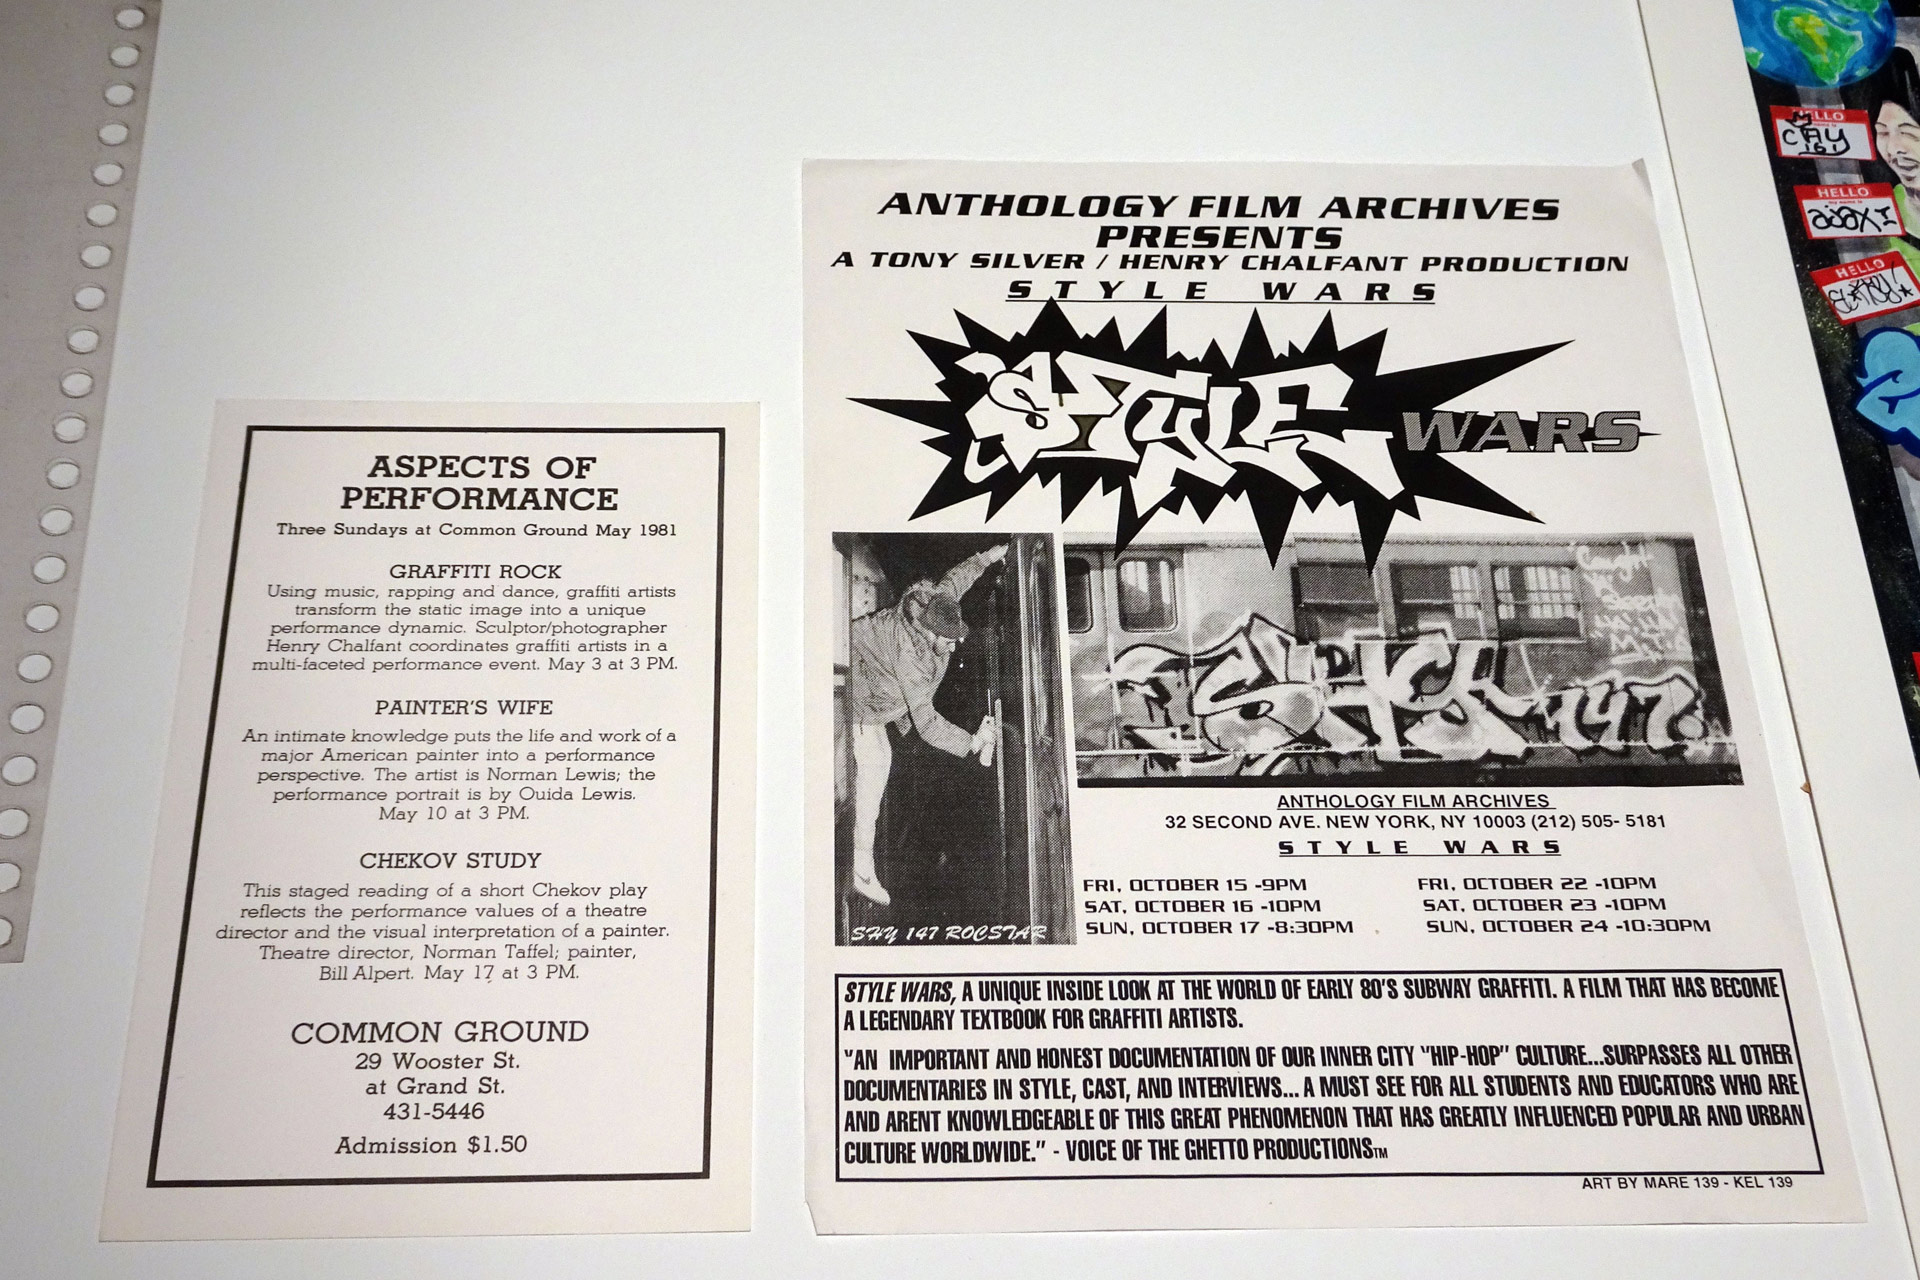 ASPECTS OF
PERFORMANCE
Three Sundays at Common Ground May 1981
GRAFFITI ROCK
Using music, rapping and dance, graffiti artists
transform the static image into a unique
performance dynamic. Sculptor/photographer
Henry Chalfant coordinates graffiti artists in a
multi-faceted performance event. May 3 at 3 PM.
PAINTER'S WIFE
An intimate knowledge puts the life and work of a
major American painter into a performance
perspective. The artist is Norman Lewis; the
performance portrait is by Ouida Lewis.
May 10 at 3 PM.
CHEKOV STUDY
This staged reading of a short Chekov play
reflects the performance values of a theatre
director and the visual interpretation of a painter.
Theatre director, Norman Taffel; painter,
Bill Alpert. May 17 at 3 PM.
COMMON GROUND
29 Wooster St.
at Grand St.
431-5446
Admission $1.50
ANTHOLOGY FILM ARCHIVES
PRESENTS
A TONY SILVER / HENRY CHALFANT PRODUCTION
STYLE WARS
STYLE WARS
SHY 147
SHY 147 ROCSTAR
ANTHOLOGY FILM ARCHIVES
32 SECOND AVE. NEW YORK, NY 10003 (212) 505- 5181
STYLE WARS
FRI, OCTOBER 15 -9PM
SAT, OCTOBER 16 -10PM
SUN, OCTOBER 17 -8:30PM
FRI, OCTOBER 22 -10PM
SAT, OCTOBER 23 -10PM
SUN, OCTOBER 24 -10:30PM
STYLE WARS, A UNIQUE INSIDE LOOK AT THE WORLD OF EARLY 80'S SUBWAY GRAFFITI. A FILM THAT HAS BECOME
A LEGENDARY TEXTBOOK FOR GRAFFITI ARTISTS.
"AN IMPORTANT AND HONEST DOCUMENTATION OF OUR INNER CITY "HIP-HOP" CULTURE...SURPASSES ALL OTHER
DOCUMENTARIES IN STYLE, CAST, AND INTERVIEWS... A MUST SEE FOR ALL STUDENTS AND EDUCATORS WHO ARE
AND ARENT KNOWLEDGEABLE OF THIS GREAT PHENOMENON THAT HAS GREATLY INFLUENCED POPULAR AND URBAN
CULTURE WORLDWIDE." - VOICE OF THE GHETTO PRODUCTIONS™
ART BY MARE 139 - KEL 139
CAY
161
HELLO
my name is
HELLO